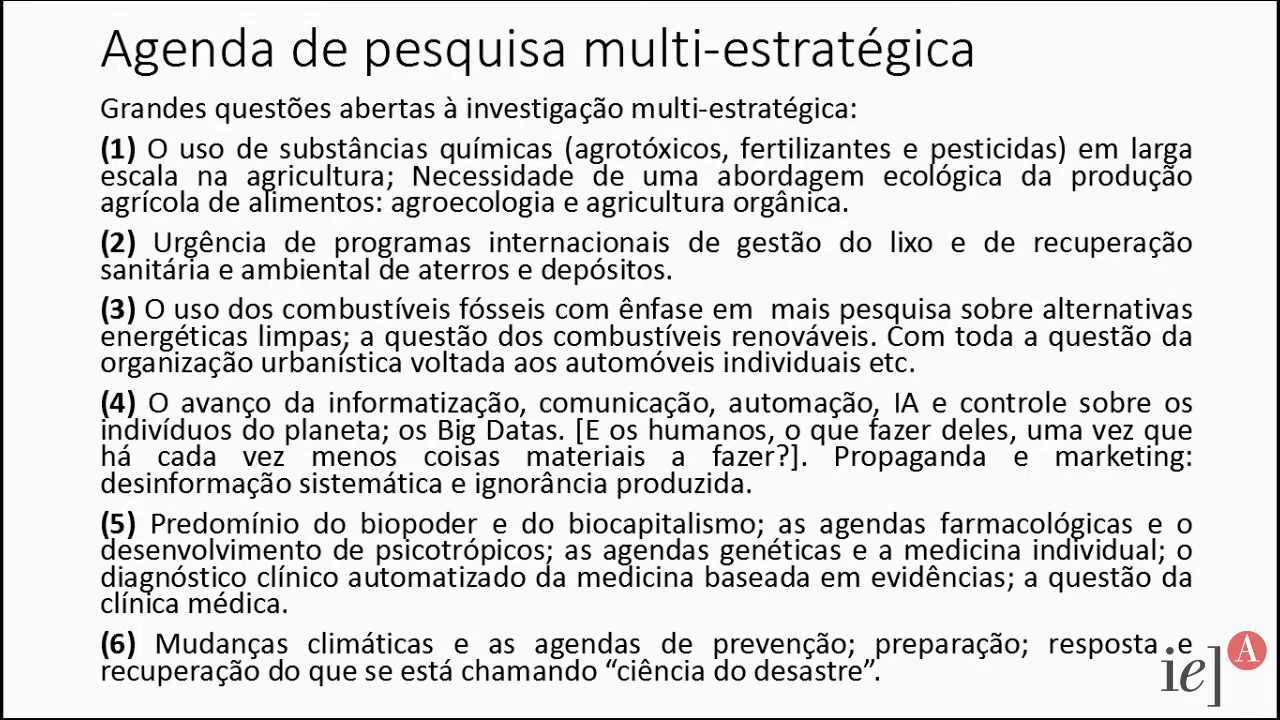 Agenda de pesquisa multi-estratégica
Grandes questões abertas à investigação multi-estratégica:
(1) O uso de substâncias químicas (agrotóxicos, fertilizantes e pesticidas) em larga
escala na agricultura; Necessidade de uma abordagem ecológica da produção
agrícola de alimentos: agroecologia e agricultura orgânica.
(2) Urgência de programas internacionais de gestão do lixo e de recuperação
sanitária e ambiental de aterros e depósitos.
(3) O uso dos combustíveis fósseis com ênfase em  mais pesquisa sobre alternativas
energéticas limpas; a questão dos combustíveis renováveis. Com toda a questão da
organização urbanística voltada aos automóveis individuais etc.
(4) O avanço da informatização, comunicação, automação, IA e controle sobre os
indivíduos do planeta; os Big Datas. [E os humanos, o que fazer deles, uma vez que
há cada vez menos coisas materiais a fazer?]. Propaganda e marketing:
desinformação sistemática e ignorância produzida.
(5) Predomínio do biopoder e do biocapitalismo; as agendas farmacológicas e o
desenvolvimento de psicotrópicos; as agendas genéticas e a medicina individual; o
diagnóstico clínico automatizado da medicina baseada em evidências; a questão da
clínica médica.
(6) Mudanças climáticas e as agendas de prevenção; preparação; resposta e
recuperação do que se está chamando “ciência do desastre”.
ie] A